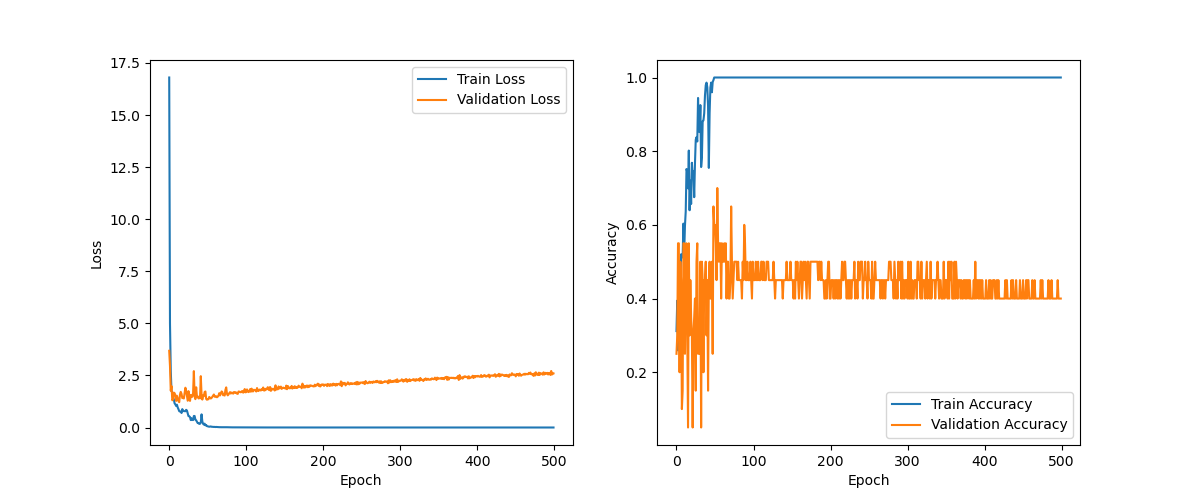 17.5
15.0
12.5
10.0
7.5
5.0
2.5
0.0
Loss
0 100 200 300 400 500
Epoch
Train Loss
Validation Loss
1.0
0.8
0.6
0.4
0.2
Accuracy
0 100 200 300 400 500
Epoch
Train Accuracy
Validation Accuracy